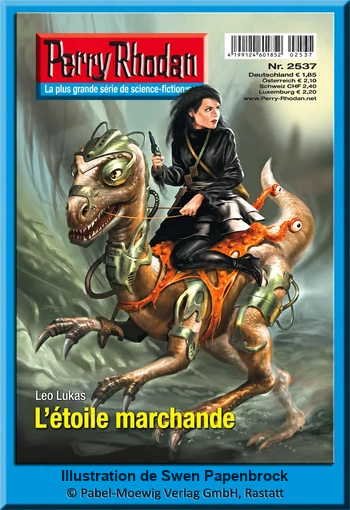 Perry Rhodan
La plus grande série de science-fiction
4199124601852 02537
Nr. 2537
Deutschland € 1,85
Österreich € 2,10
Schweiz CHF 2,40
Luxemburg € 2,20
www.Perry-Rhodan.net
Leo Lukas
L'étoile marchande
Illustration de Swen Papenbrock
© Pabel-Moewig Verlag GmbH, Rastatt